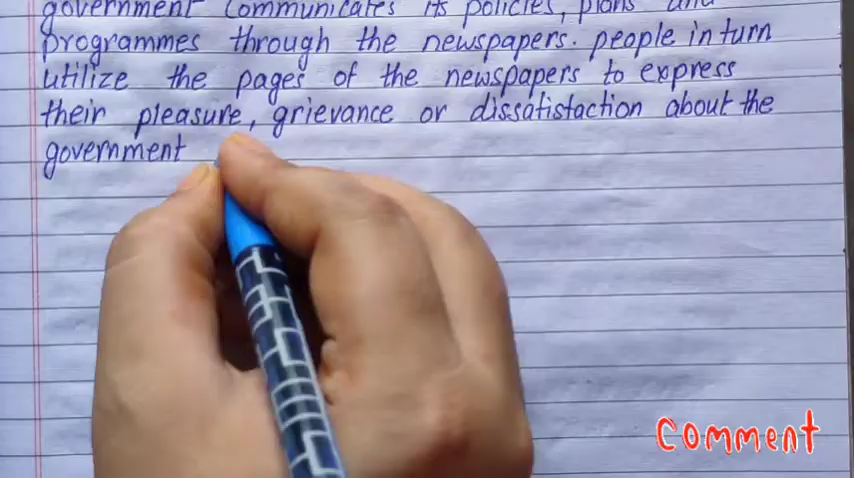 government communicates its policies, plans and
programmes through the newspapers. people in turn
utilize the pages of the newspapers to express
their pleasure, grievance or dissatistaction about the
government
Comment